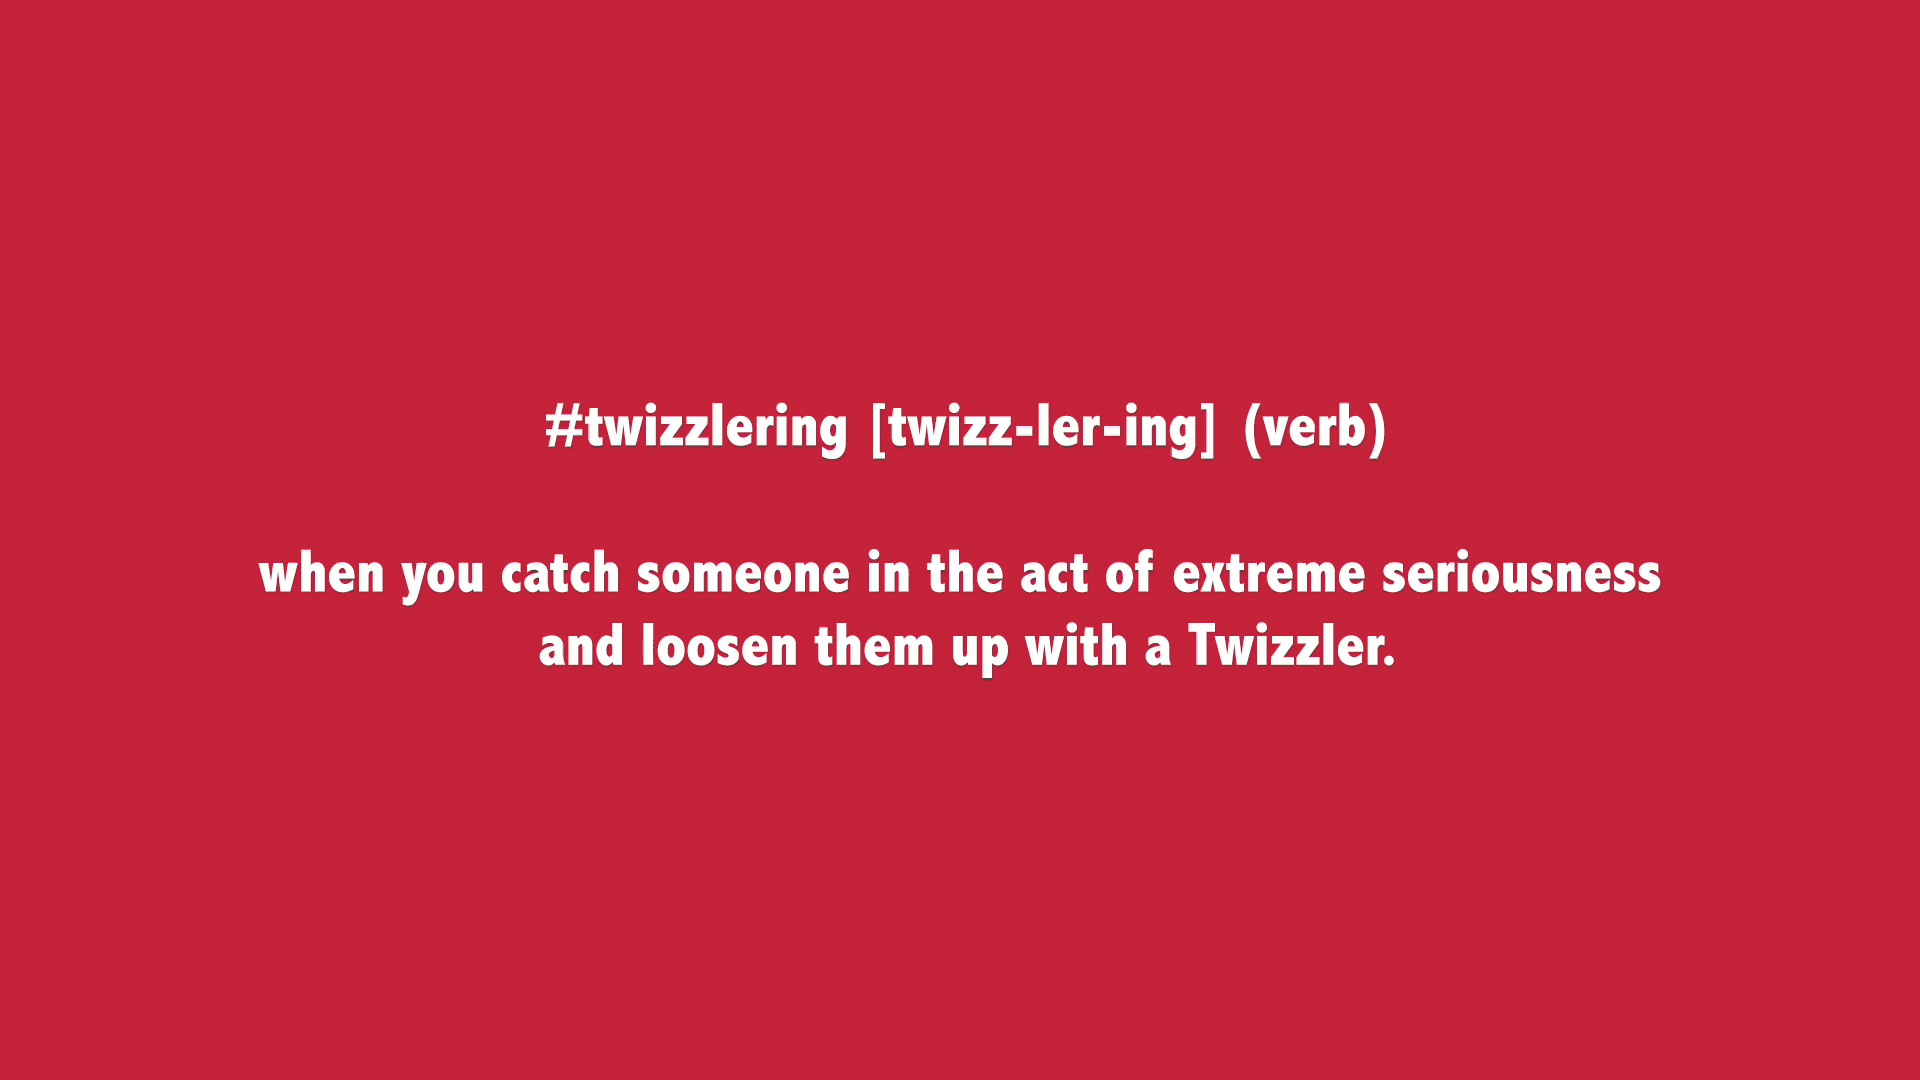 #twizzlering [twizz-ler-ing] (verb)
when you catch someone in the act of extreme seriousness
and loosen them up with a Twizzler.